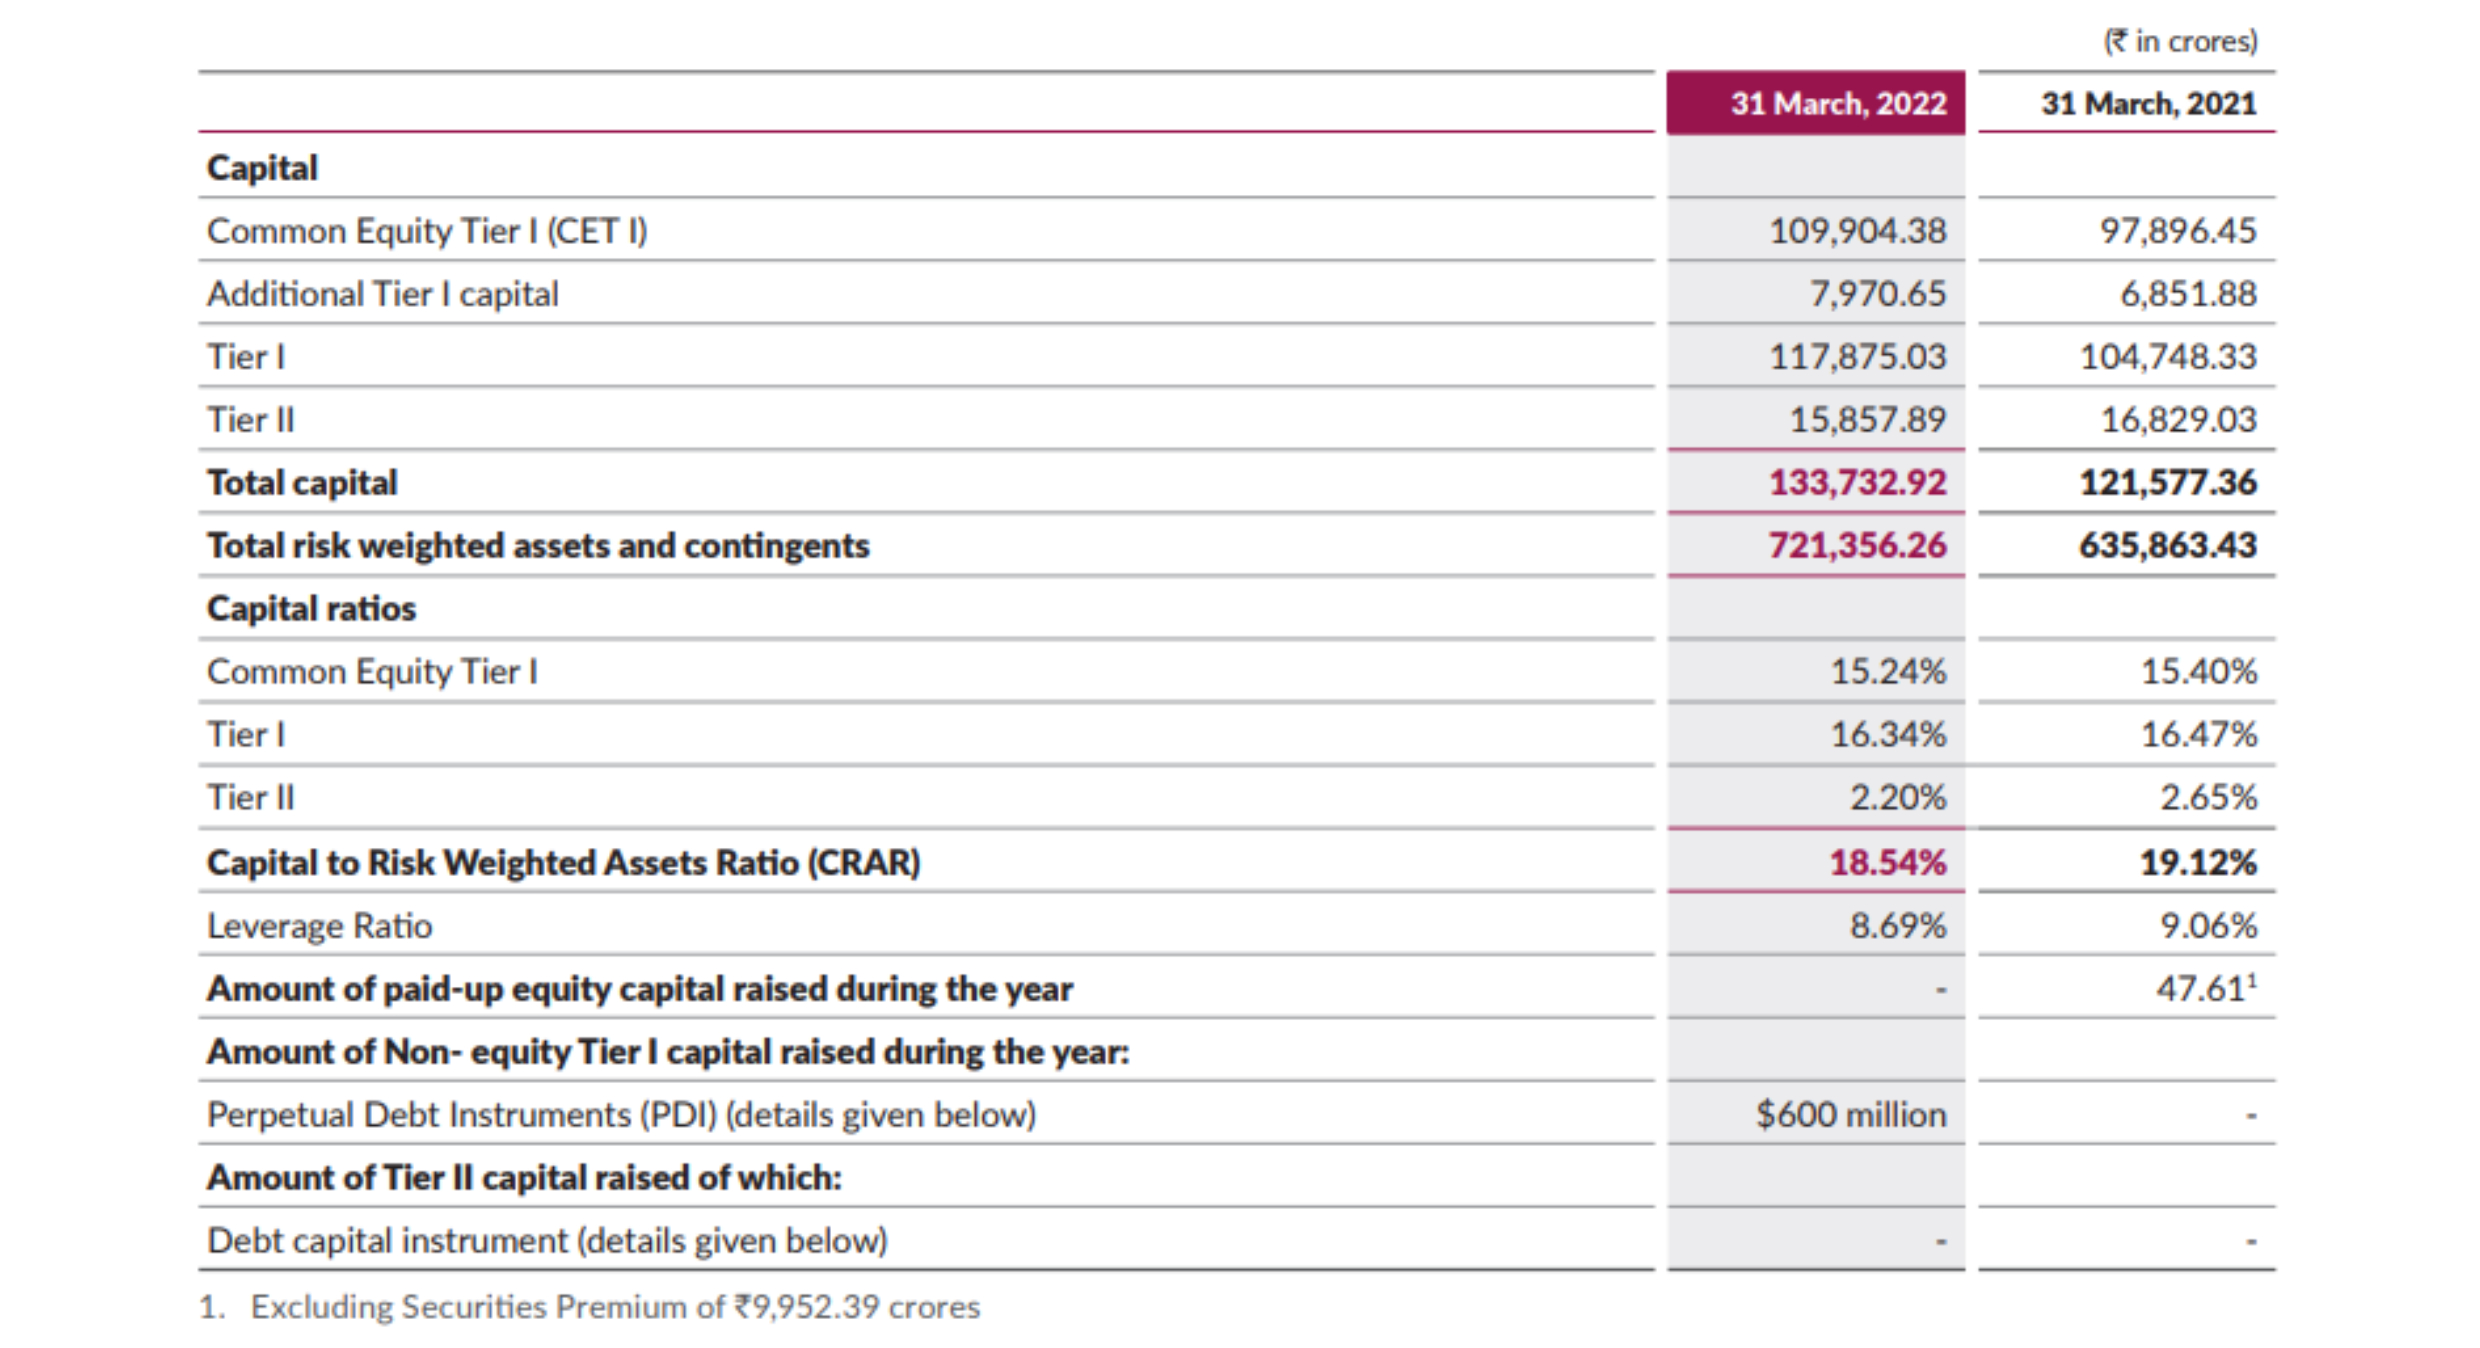 (₹ in crores)
31 March, 2022 31 March, 2021
Capital
Common Equity Tier I (CET I) 109,904.38 97,896.45
Additional Tier I capital 7,970.65 6,851.88
Tier I 117,875.03 104,748.33
Tier II 15,857.89 16,829.03
Total capital 133,732.92 121,577.36
Total risk weighted assets and contingents 721,356.26 635,863.43
Capital ratios
Common Equity Tier I 15.24% 15.40%
Tier I 16.34% 16.47%
Tier II 2.20% 2.65%
Capital to Risk Weighted Assets Ratio (CRAR) 18.54% 19.12%
Leverage Ratio 8.69% 9.06%
Amount of paid-up equity capital raised during the year - 47.61¹
Amount of Non- equity Tier I capital raised during the year:
Perpetual Debt Instruments (PDI) (details given below) $600 million -
Amount of Tier II capital raised of which:
Debt capital instrument (details given below) - -
1. Excluding Securities Premium of ₹9,952.39 crores